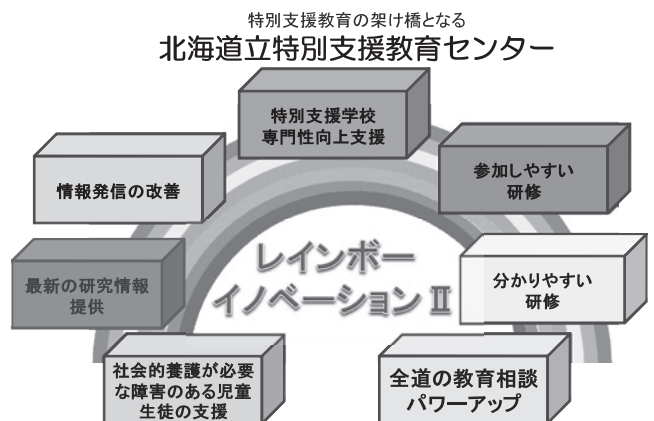 特別支援教育の架け橋となる
北海道立特別支援教育センター
特別支援学校
専門性向上支援
情報発信の改善
参加しやすい
研修
最新の研究情報
提供
レインボー
イノベーションⅡ
分かりやすい
研修
社会的養護が必要
な障害のある児童
生徒の支援
全道の教育相談
パワーアップ